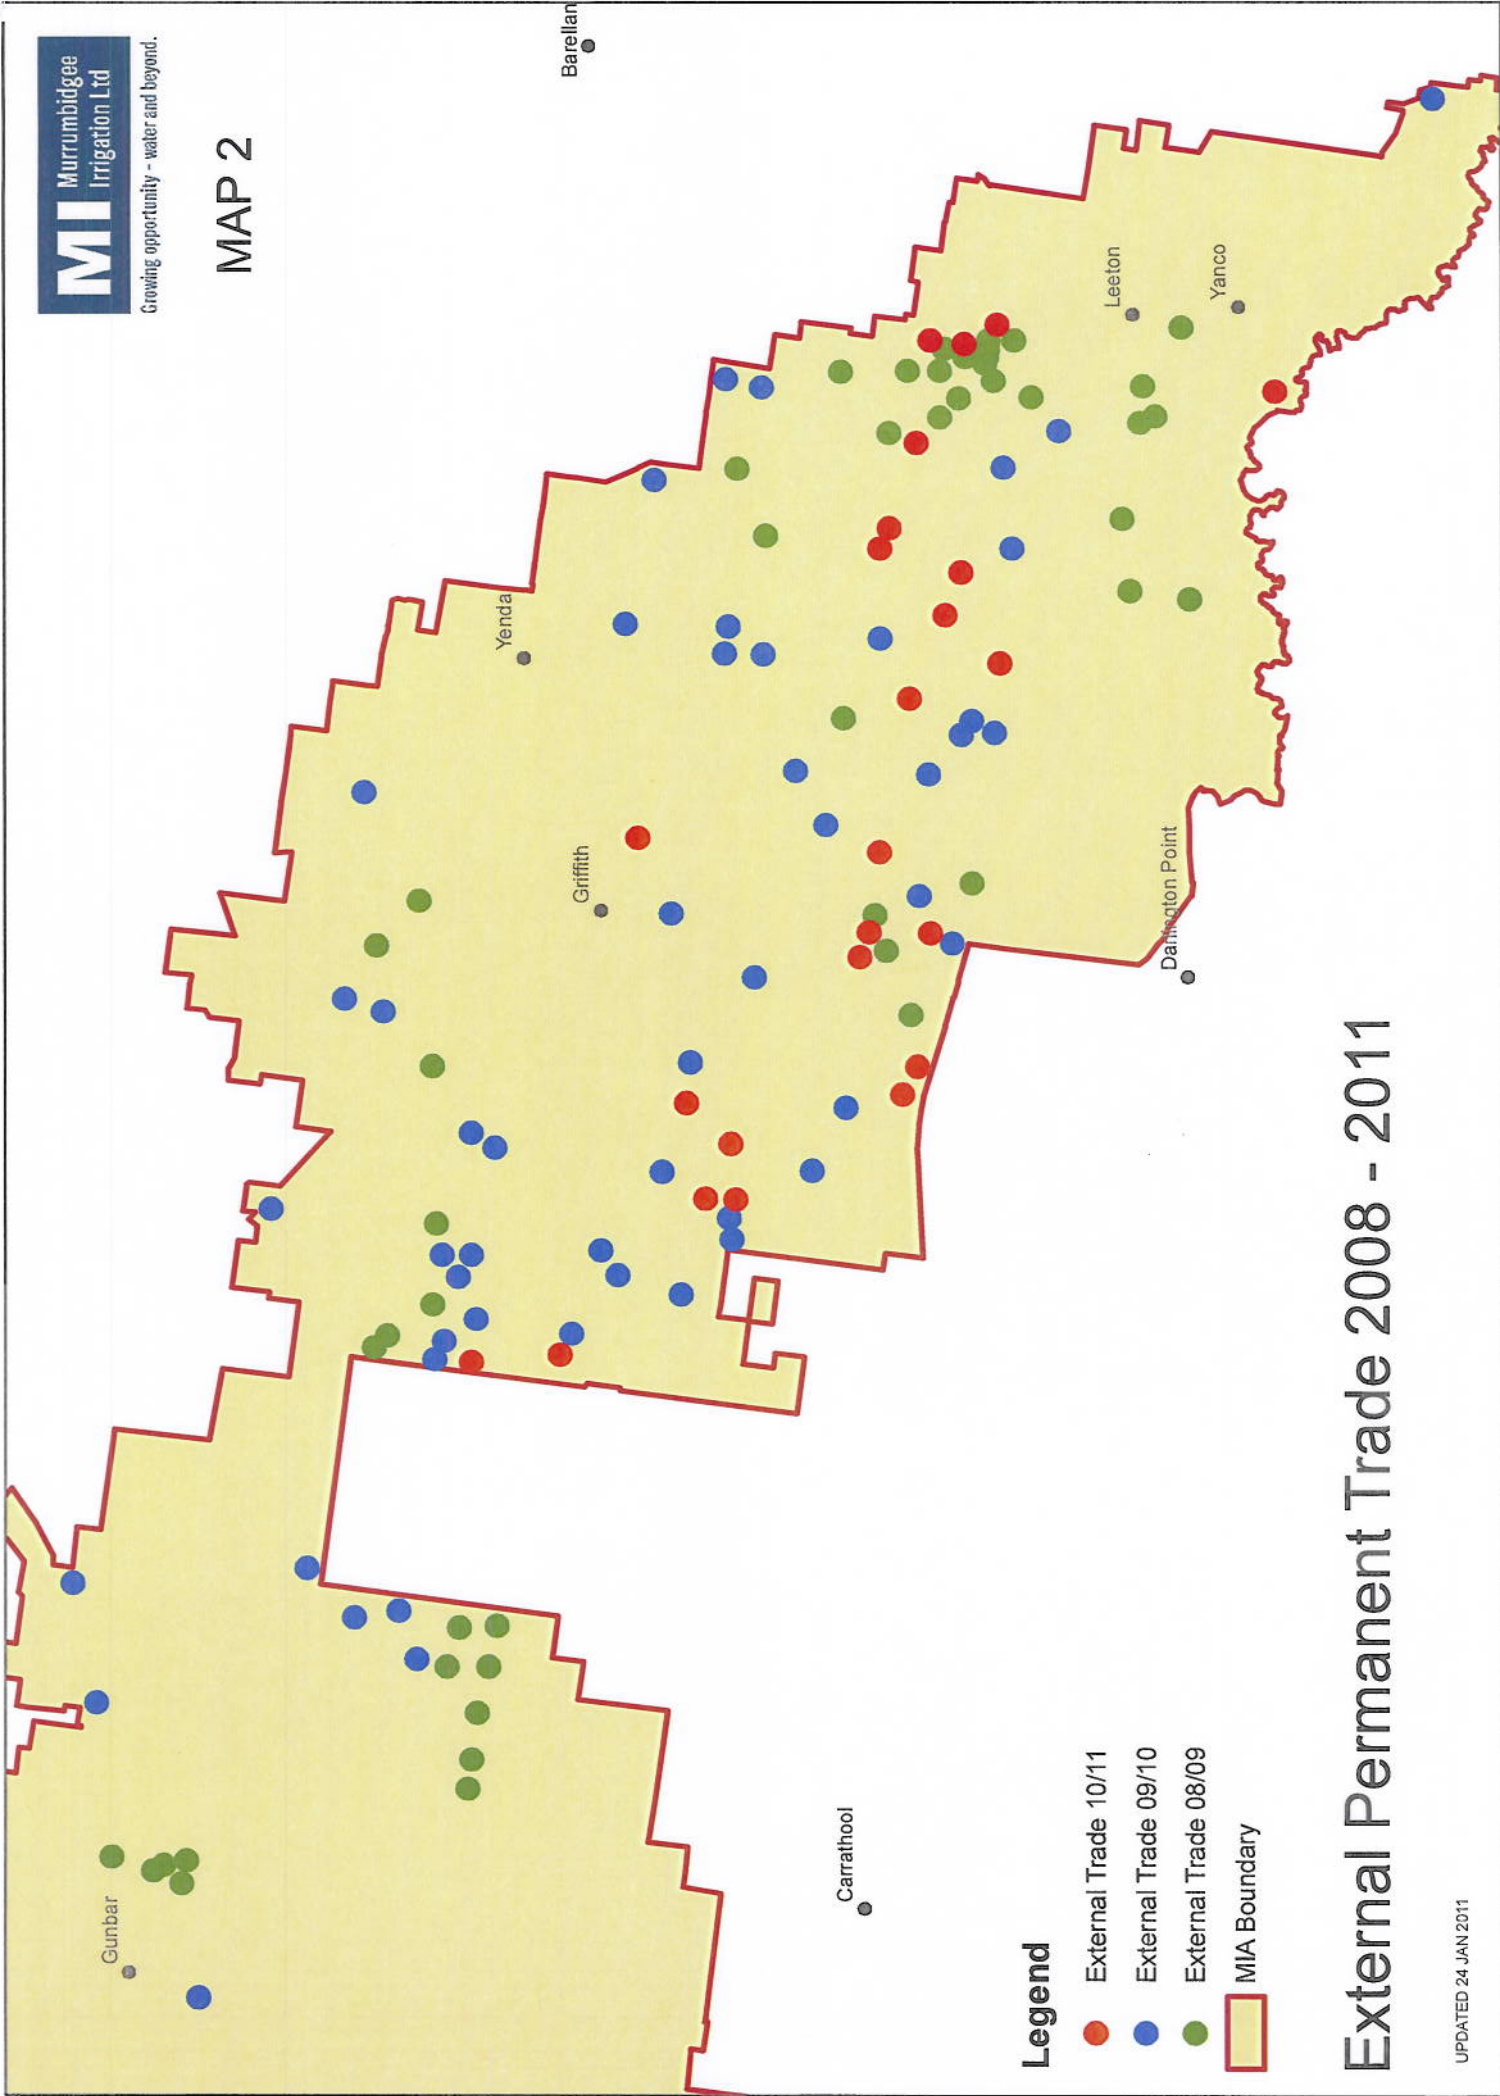 MI Murrumbidgee
Irrigation Ltd
Growing opportunity - water and beyond.
MAP 2
Barellan
Yenda
Griffith
Leeton
Yanco
Darlington Point
Gunbar
Carrathool
Legend
External Trade 10/11
External Trade 09/10
External Trade 08/09
MIA Boundary
External Permanent Trade 2008 - 2011
UPDATED 24 JAN 2011